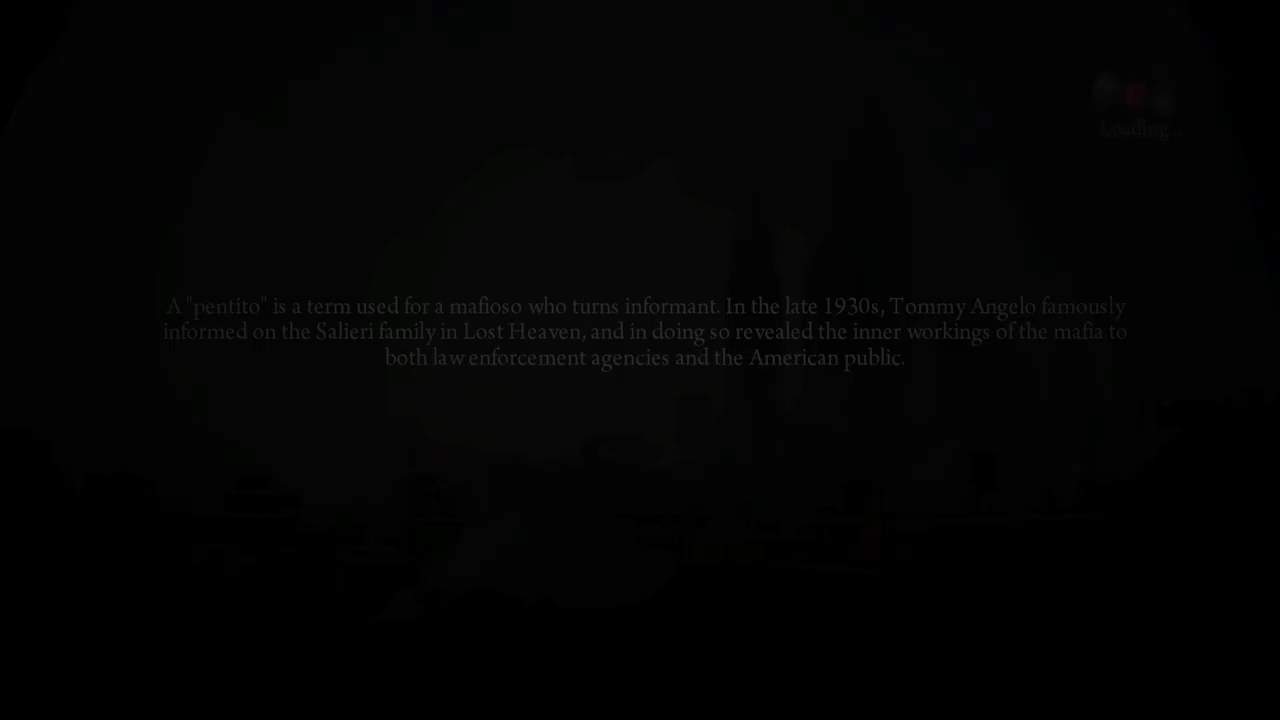 Loading...
A "pentito" is a term used for a mafioso who turns informant. In the late 1930s, Tommy Angelo famously
informed on the Salieri family in Lost Heaven, and in doing so revealed the inner workings of the mafia to
both law enforcement agencies and the American public.